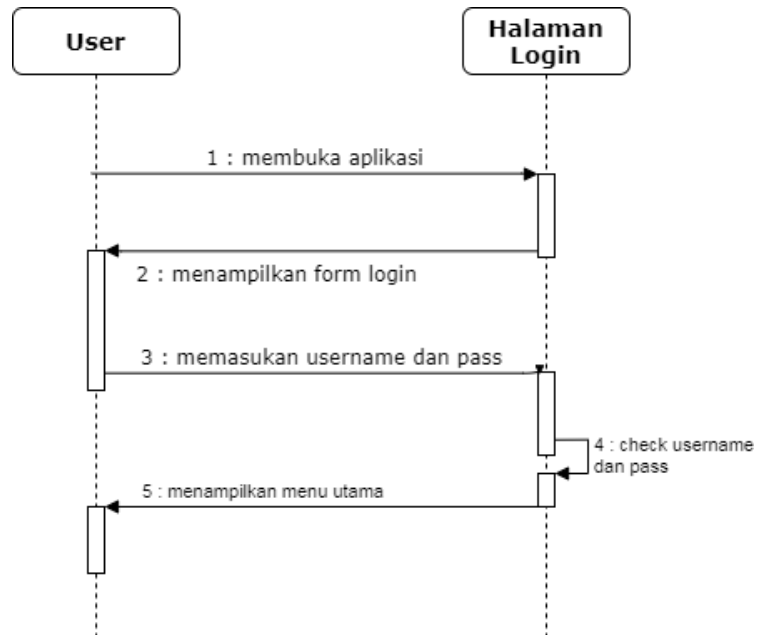 User
Halaman
Login
1 : membuka aplikasi
2 : menampilkan form login
3 : memasukan username dan pass
4 : check username
dan pass
5 : menampilkan menu utama